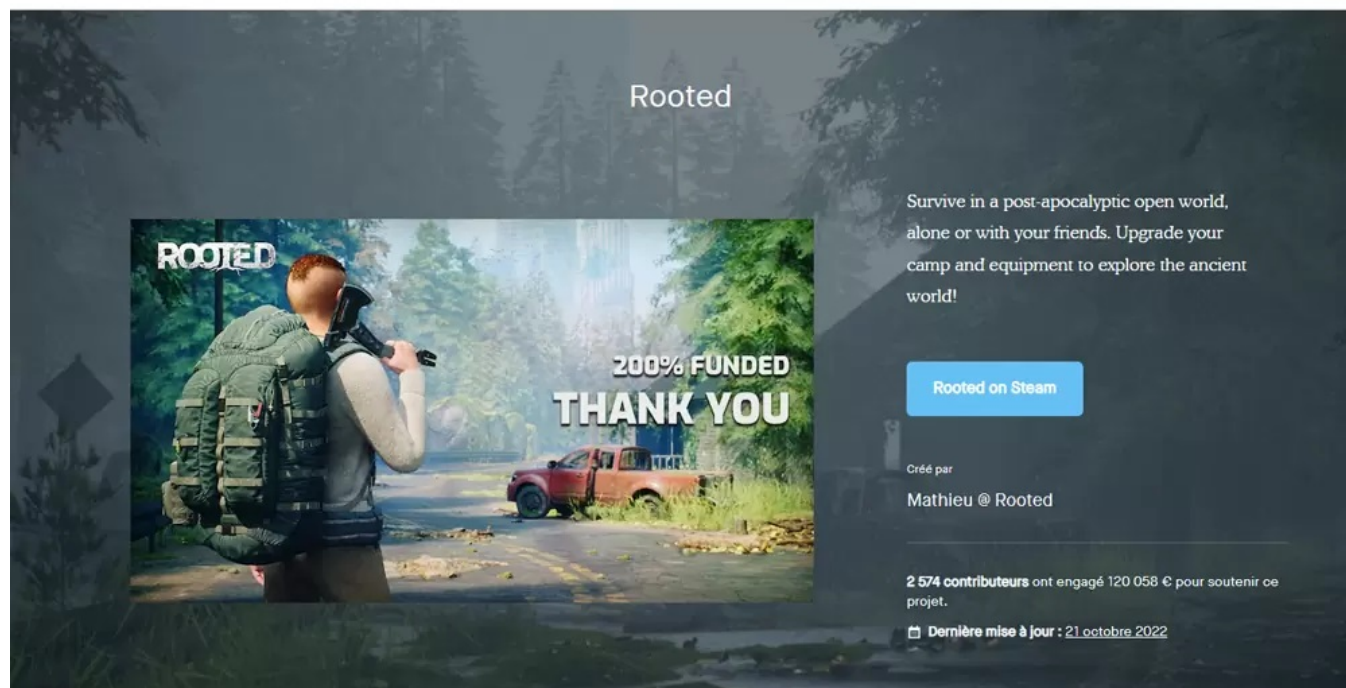 Rooted
ROOTED
200% FUNDED
THANK YOU
Survive in a post-apocalyptic open world,
alone or with your friends. Upgrade your
camp and equipment to explore the ancient
world!
Rooted on Steam
Créé par
Mathieu @ Rooted
2 574 contributeurs ont engagé 120 058 € pour soutenir ce
projet.
Dernière mise à jour : 21 octobre 2022